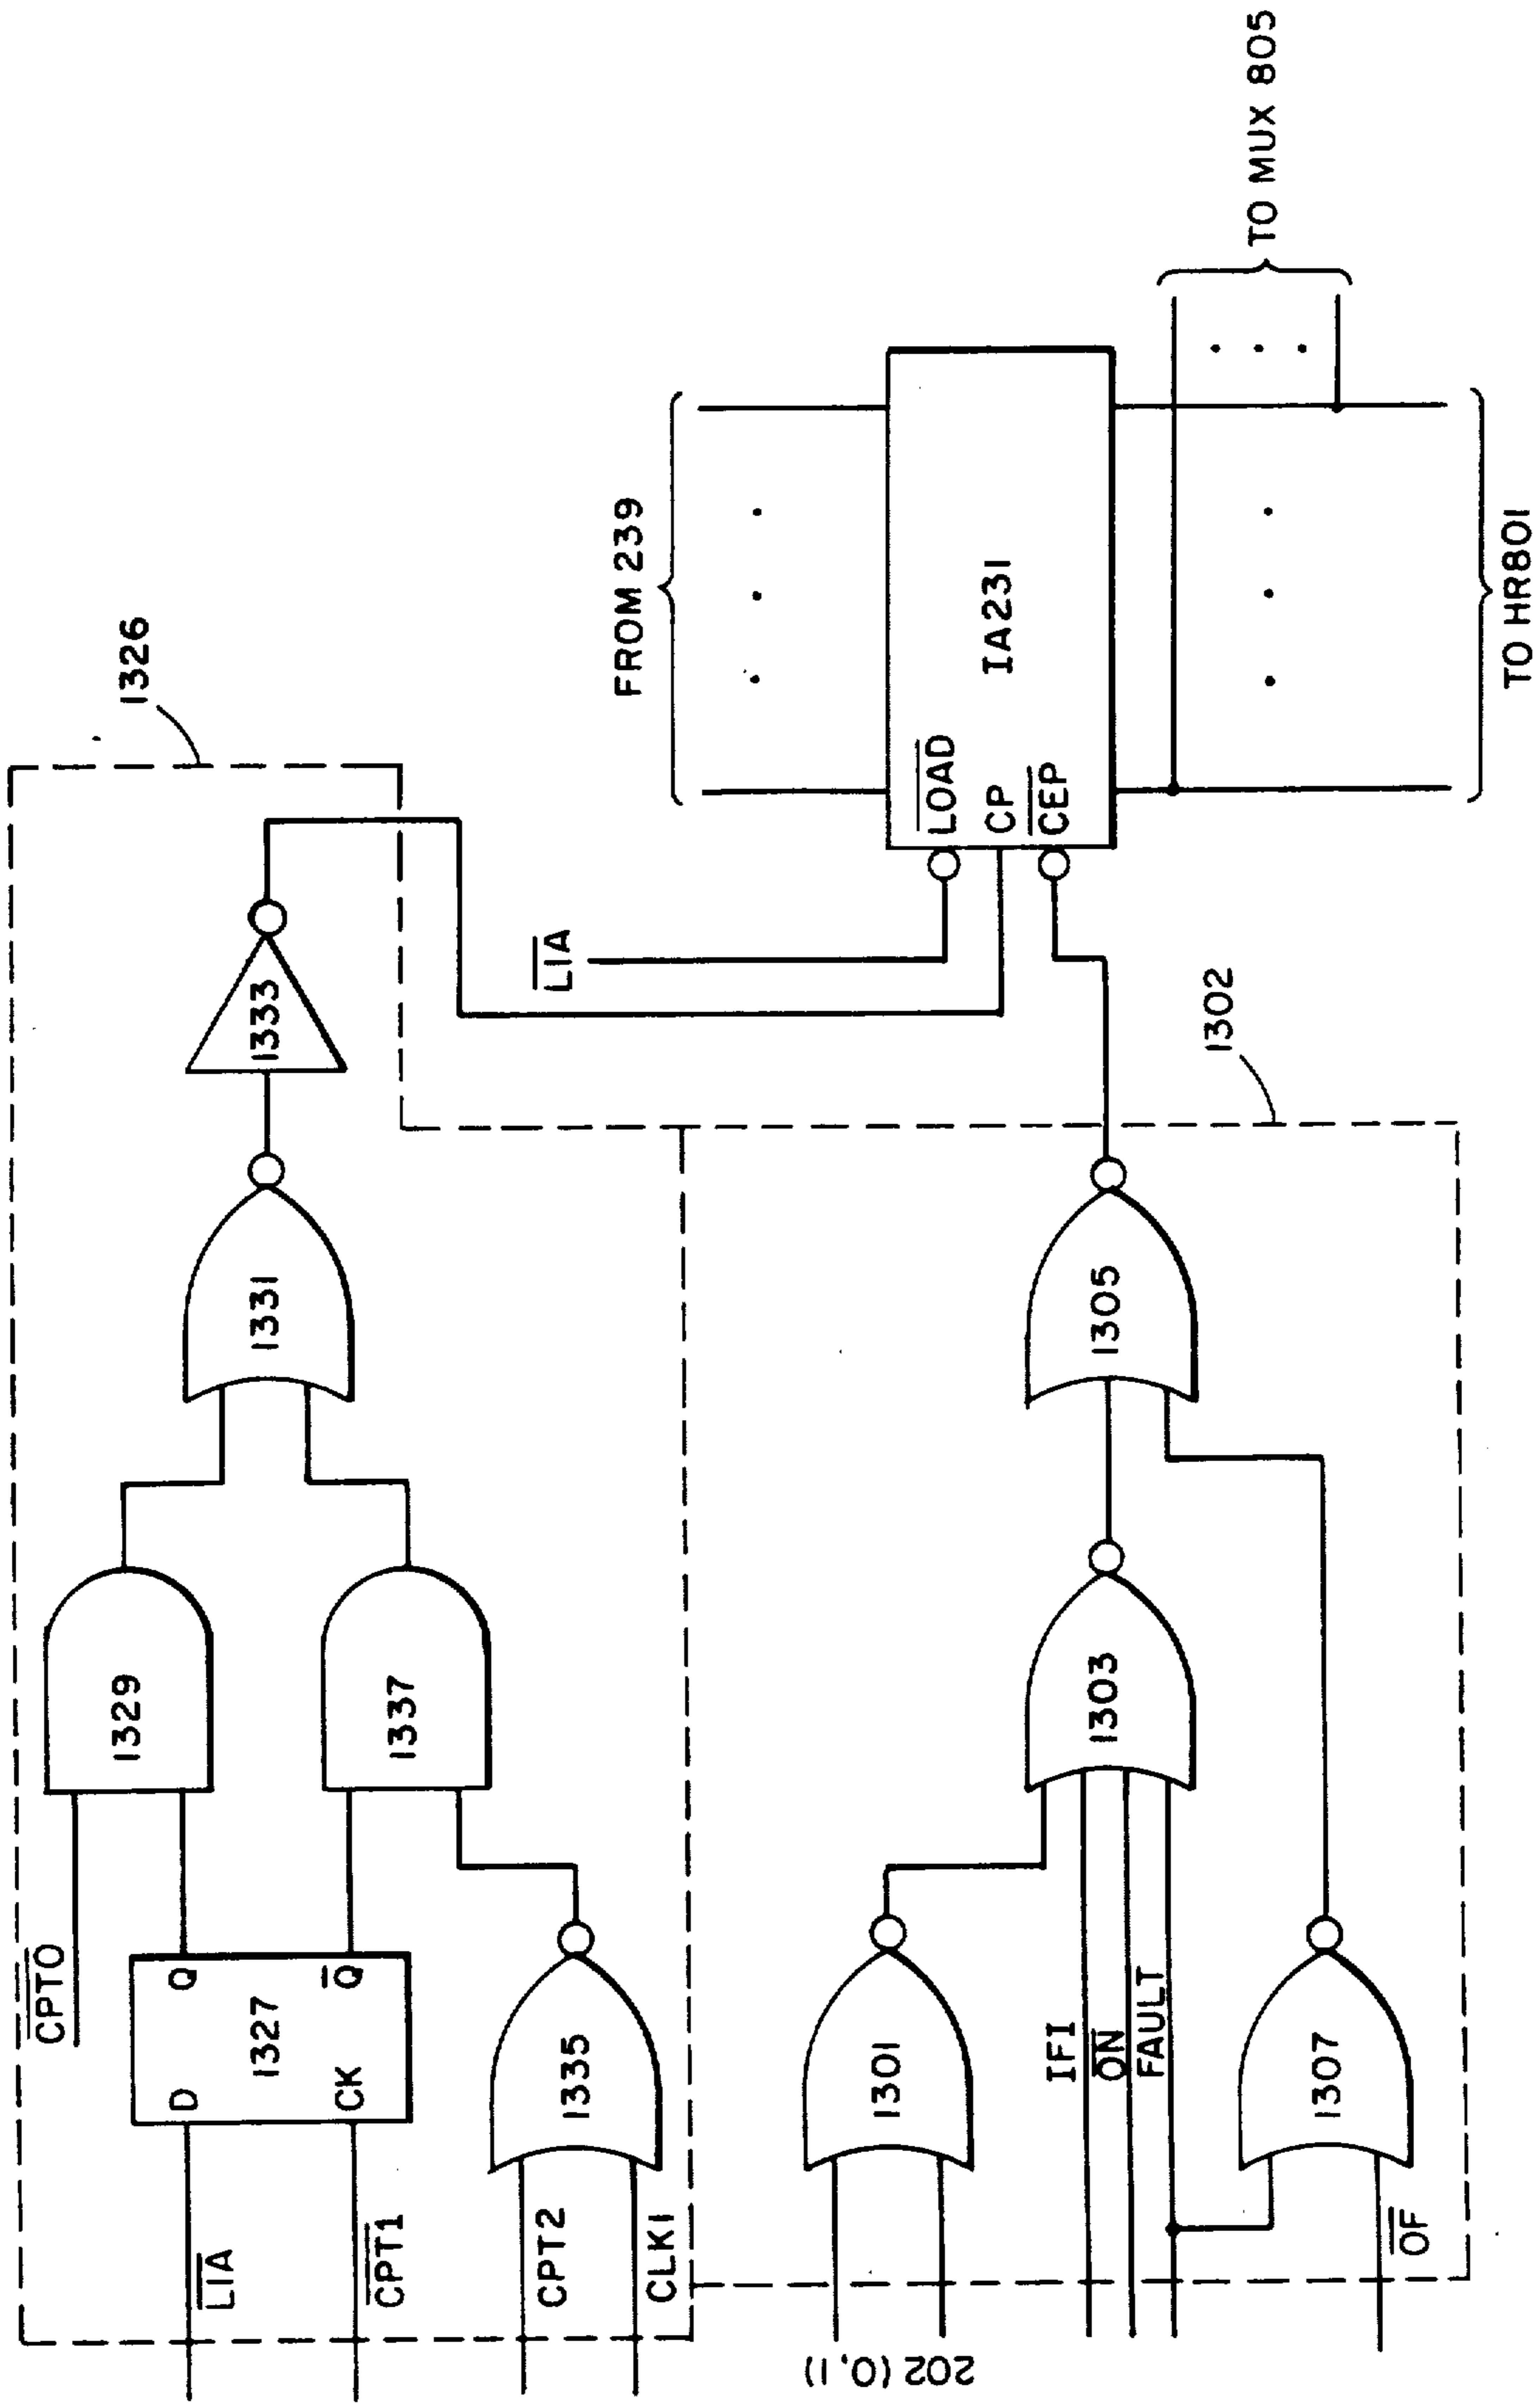 1326
CPT0
LIA
D
Q
1327
CK
Q
CPT1
1329
1337
1331
1333
CPT2
1335
CLK1
LIA
FROM 239
202 (0,1)
1301
LOAD
CP
IA231
CEP
IFI
ON
FAULT
1303
1305
1302
1307
OF
TO MUX 805
TO HR801